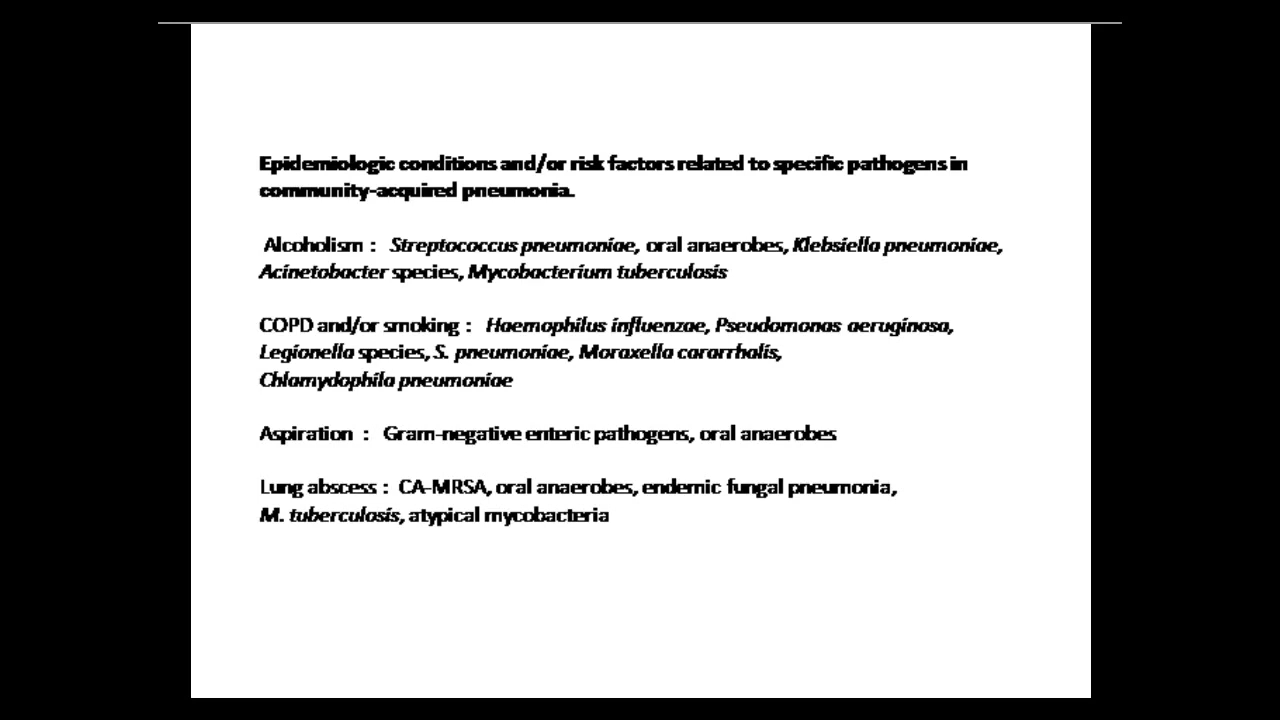 Epidemiologic conditions and/or risk factors related to specific pathogens in
community-acquired pneumonia.
Alcoholism : Streptococcus pneumoniae, oral anaerobes, Klebsiella pneumoniae,
Acinetobacter species, Mycobacterium tuberculosis
COPD and/or smoking : Haemophilus influenzae, Pseudomonas aeruginosa,
Legionella species, S. pneumoniae, Moraxella cararrhalis,
Chlamydophila pneumoniae
Aspiration : Gram-negative enteric pathogens, oral anaerobes
Lung abscess : CA-MRSA, oral anaerobes, endemic fungal pneumonia,
M. tuberculosis, atypical mycobacteria